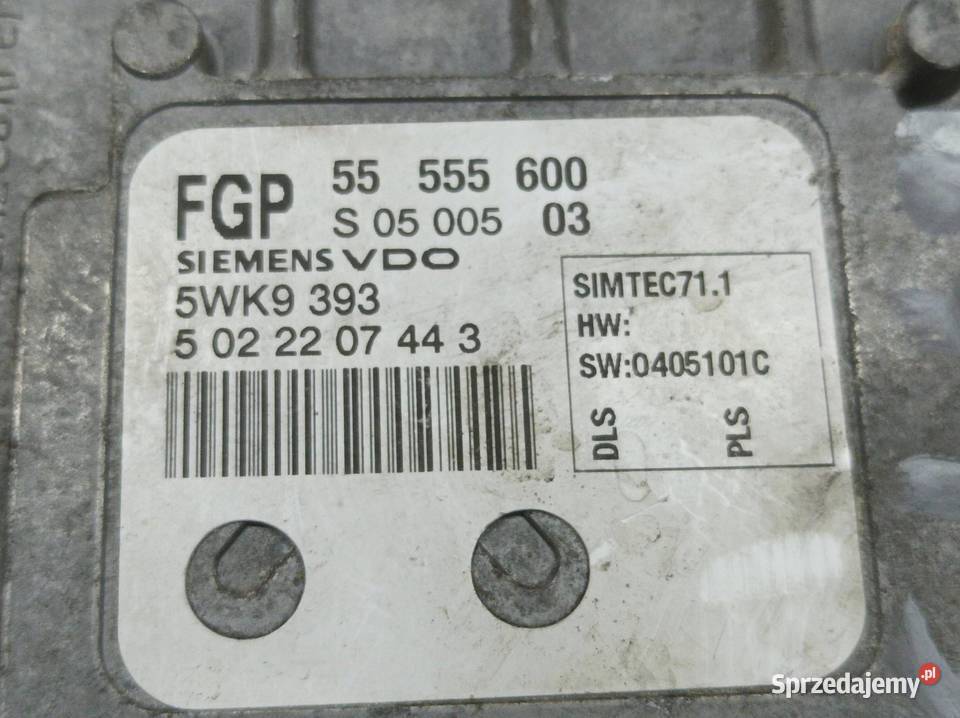 FGP 55 555 600
S 05 005 03
SIEMENS VDO
5WK9 393
5 02 22 07 44 3
SIMTEC71.1
HW:
SW:0405101C
DLS PLS
Sprzedajemy.pl